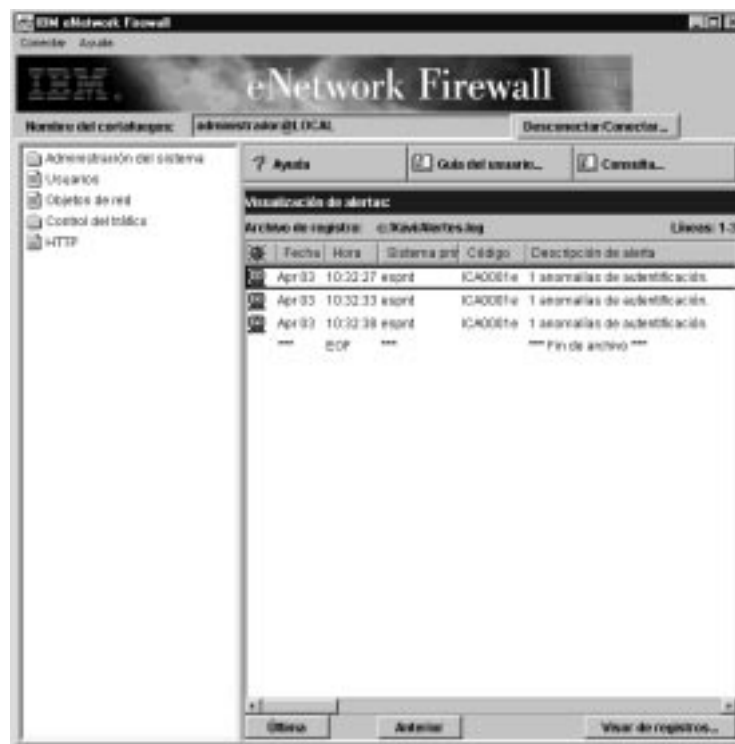 IBM eNetwork Firewall
Conectar Ayuda
IBM. eNetwork Firewall
Nombre del cortafuegos: administrador@LOCAL Desconectar/Conectar...
Administración del sistema
Usuarios
Objetos de red
Control del tráfico
HTTP
? Ayuda Guía del usuario... Consulta...
Visualización de alertas:
Archivo de registro: Líneas: 1-3
Fecha Hora Sistema Código Descripción de alerta
Apr 03 10:32:27 espnt ICA0001e 1 anomalías de autentificación.
Apr 03 10:32:33 espnt ICA0001e 1 anomalías de autentificación.
Apr 03 10:32:38 espnt ICA0001e 1 anomalías de autentificación.
*** EOF *** *** Fin de archivo ***
Última Anterior Visor de registros...